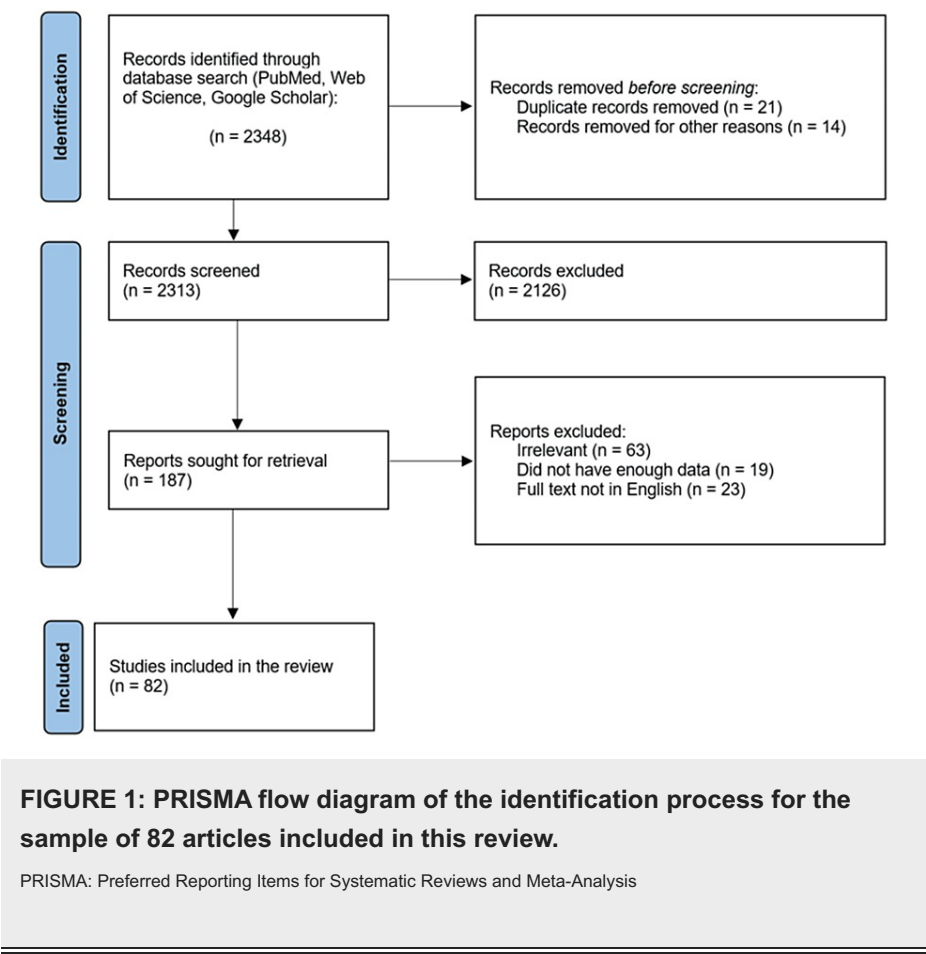 Identification
Records identified through
database search (PubMed, Web
of Science, Google Scholar):
(n = 2348)
Records removed before screening:
Duplicate records removed (n = 21)
Records removed for other reasons (n = 14)
Screening
Records screened
(n = 2313)
Records excluded
(n = 2126)
Reports sought for retrieval
(n = 187)
Reports excluded:
Irrelevant (n = 63)
Did not have enough data (n = 19)
Full text not in English (n = 23)
Included
Studies included in the review
(n = 82)
FIGURE 1: PRISMA flow diagram of the identification process for the
sample of 82 articles included in this review.
PRISMA: Preferred Reporting Items for Systematic Reviews and Meta-Analysis